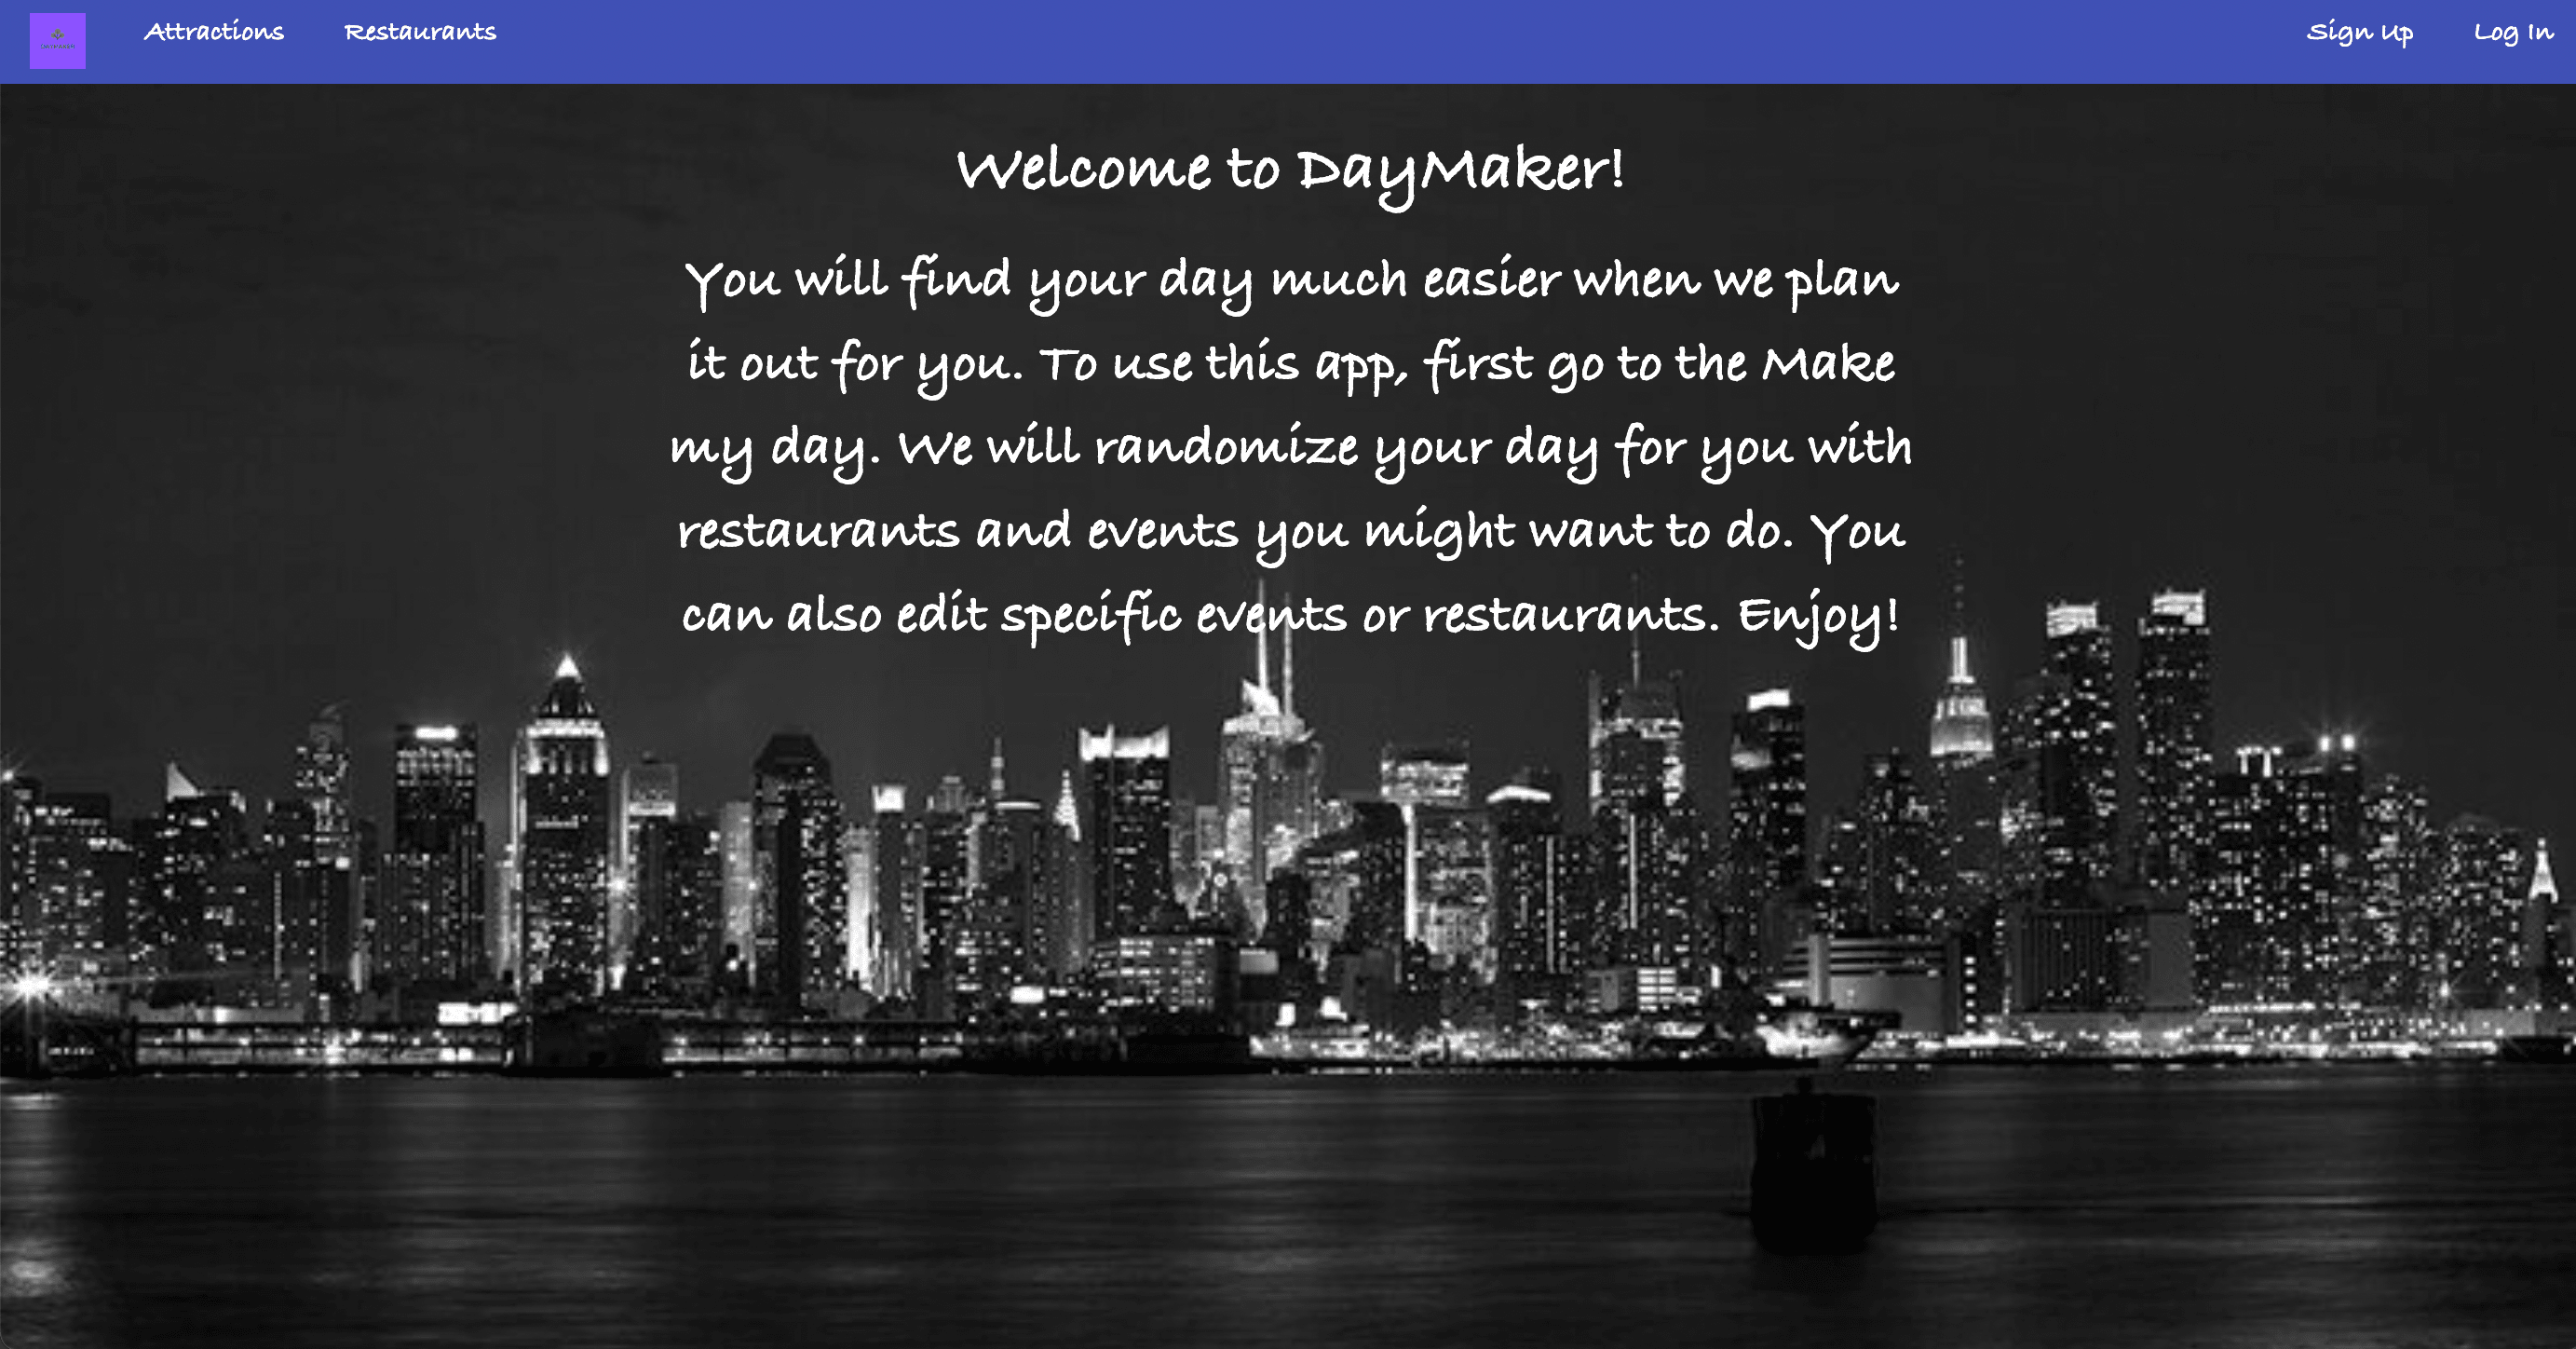 Attractions Restaurants Sign Up Log In
Welcome to DayMaker!
You will find your day much easier when we plan
it out for you. To use this app, first go to the Make
my day. We will randomize your day for you with
restaurants and events you might want to do. You
can also edit specific events or restaurants. Enjoy!